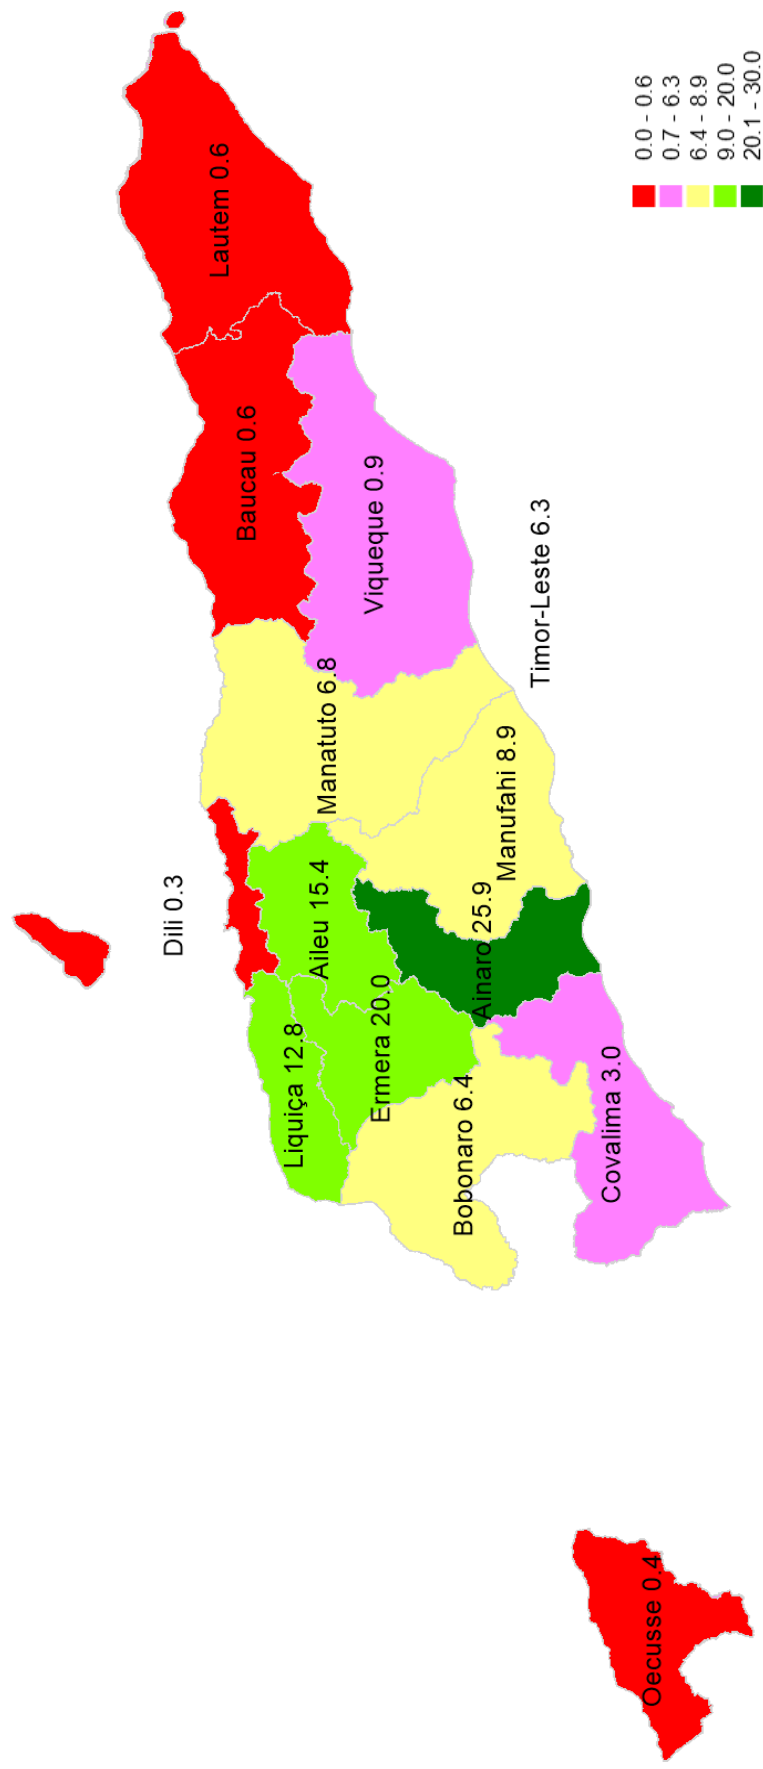 Dili 0.3
Lautem 0.6
Baucau 0.6
Manatuto 6.8
Viqueque 0.9
Liquiça 12.8
Aileu 15.4
Ermera 20.0
Bobonaro 6.4
Ainaro 25.9
Manufahi 8.9
Timor-Leste 6.3
Covalima 3.0
Oecusse 0.4
0.0 - 0.6
0.7 - 6.3
6.4 - 8.9
9.0 - 20.0
20.1 - 30.0